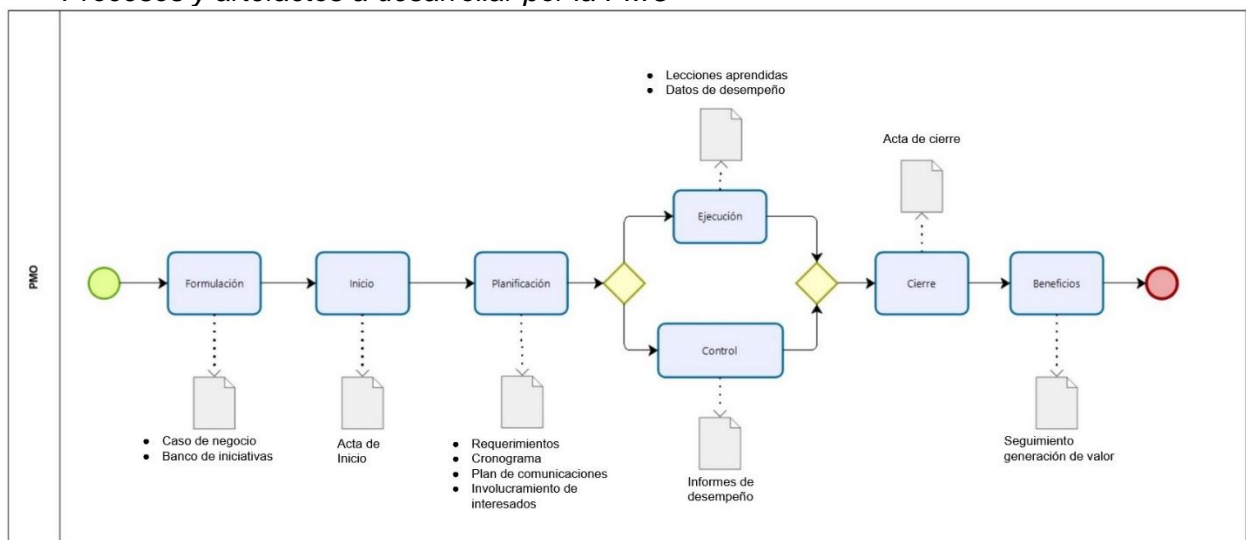 Procesos y artefactos a desarrollar por la PMO
PMO
Formulación
• Caso de negocio
• Banco de iniciativas
Inicio
Acta de
Inicio
Planificación
• Requerimientos
• Cronograma
• Plan de comunicaciones
• Involucramiento de
interesados
• Lecciones aprendidas
• Datos de desempeño
Ejecución
Control
Informes de
desempeño
Acta de cierre
Cierre
Beneficios
Seguimiento
generación de valor